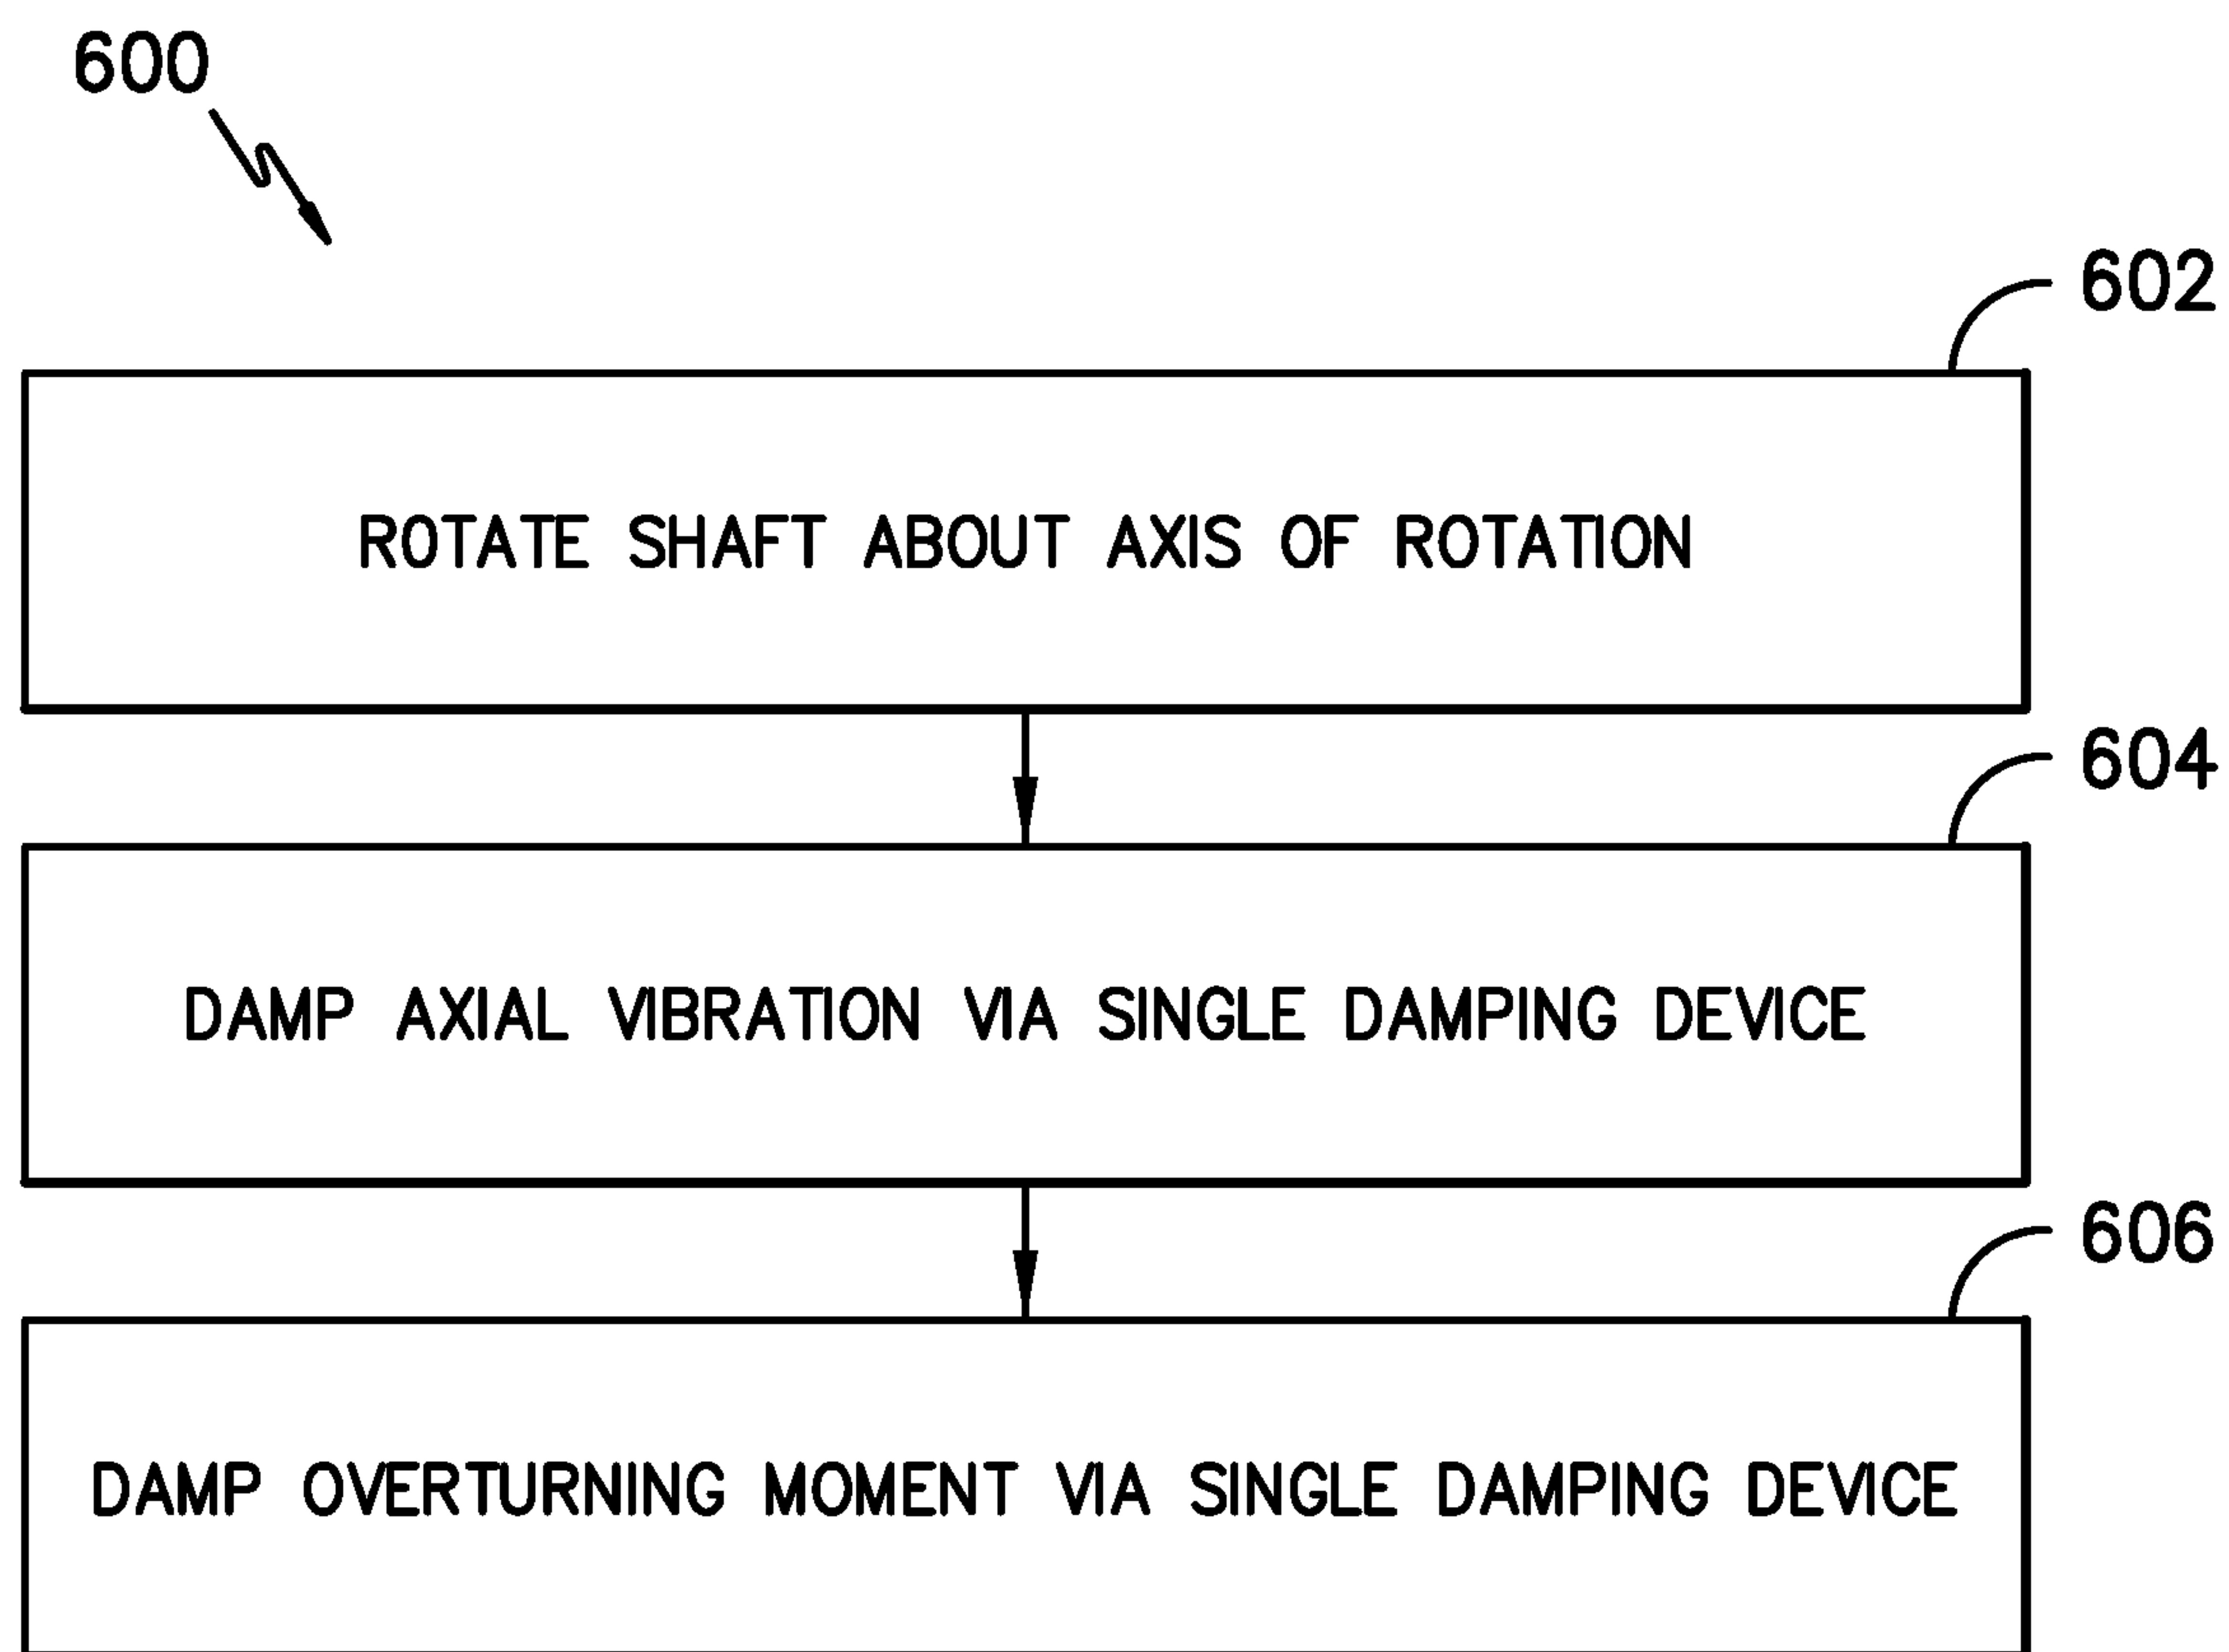 600
602
ROTATE SHAFT ABOUT AXIS OF ROTATION
604
DAMP AXIAL VIBRATION VIA SINGLE DAMPING DEVICE
606
DAMP OVERTURNING MOMENT VIA SINGLE DAMPING DEVICE